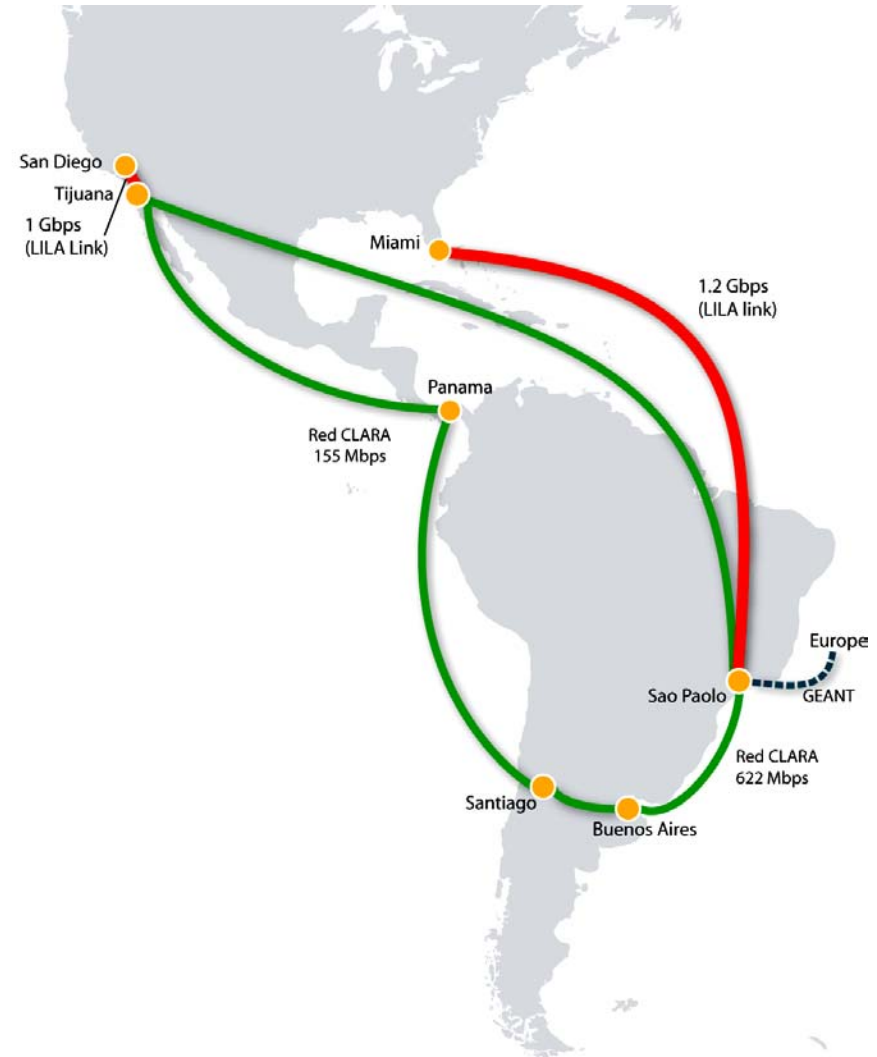 San Diego
Tijuana
1 Gbps
(LILA Link)
Miami
1.2 Gbps
(LILA link)
Panama
Red CLARA
155 Mbps
Europe
Sao Paolo
GEANT
Red CLARA
622 Mbps
Santiago
Buenos Aires